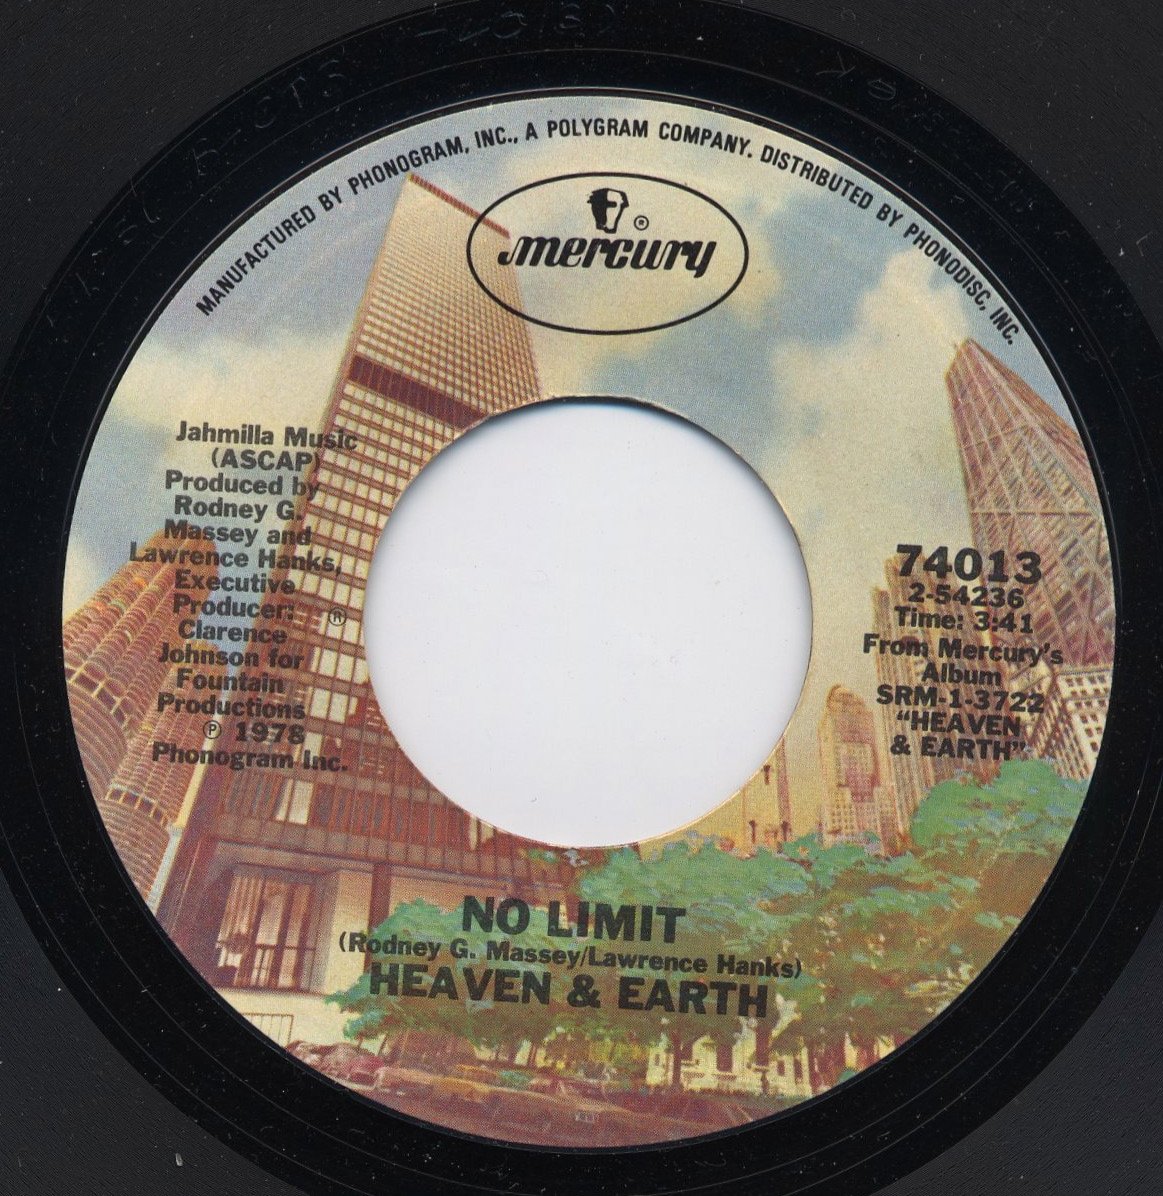 MANUFACTURED BY PHONOGRAM, INC., A POLYGRAM COMPANY. DISTRIBUTED BY PHONODISC, INC.
® mercury
Jahmilla Music
(ASCAP)
Produced by
Rodney G.
Massey and
Lawrence Hanks,
Executive
Producer:
Clarence
Johnson for
Fountain
Productions
℗ 1978
Phonogram Inc.
®
74013
2-54236
Time: 3:41
From Mercury's
Album
SRM-1-3722
“HEAVEN
& EARTH”
NO LIMIT
(Rodney G. Massey/Lawrence Hanks)
HEAVEN & EARTH